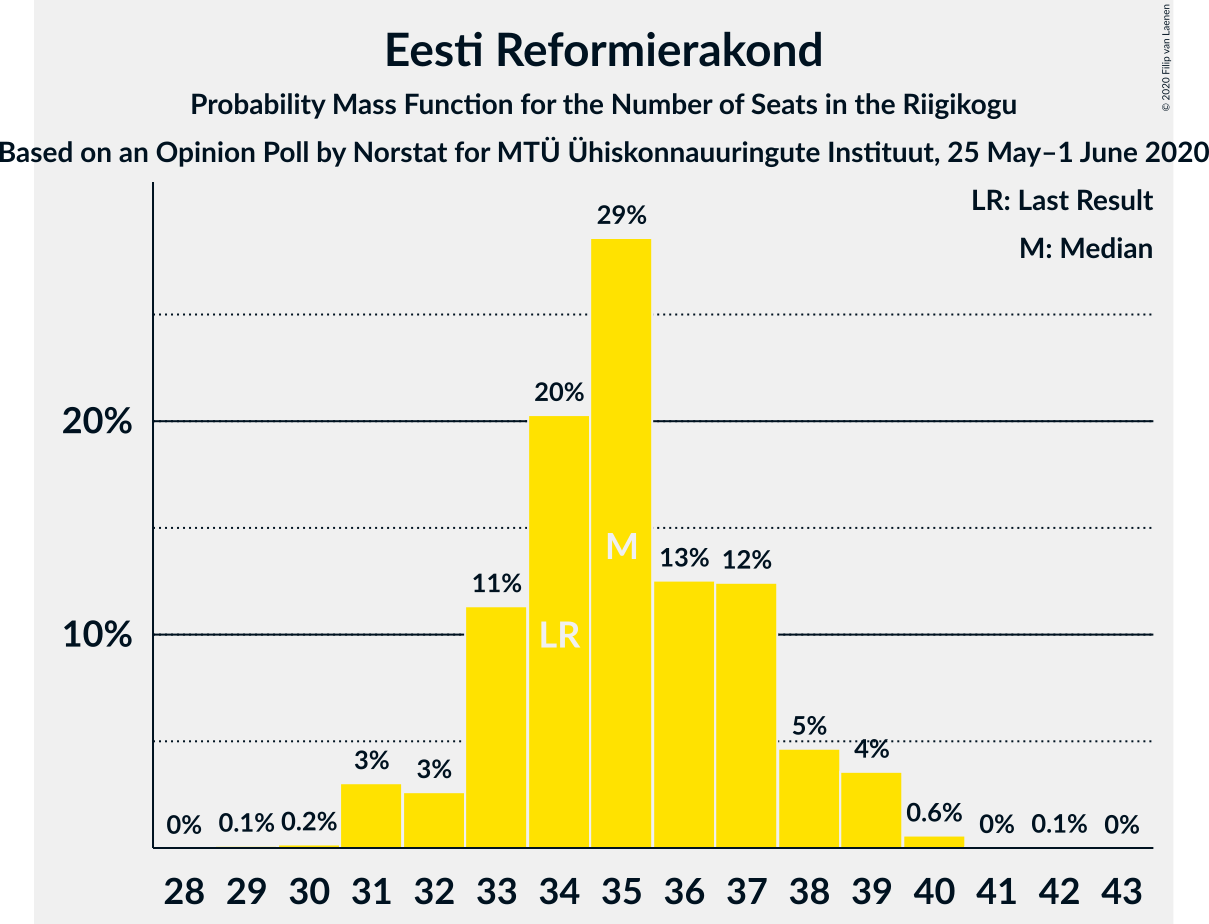 Eesti Reformierakond
Probability Mass Function for the Number of Seats in the Riigikogu
Based on an Opinion Poll by Norstat for MTÜ Ühiskonnauuringute Instituut, 25 May–1 June 2020
© 2020 Filip van Laenen
LR: Last Result
M: Median
29%
20%
20%
M
13%
12%
11%
10%
LR
5%
4%
3%
3%
0.6%
0%
0.1%
0.2%
0%
0.1%
0%
28 29 30 31 32 33 34 35 36 37 38 39 40 41 42 43